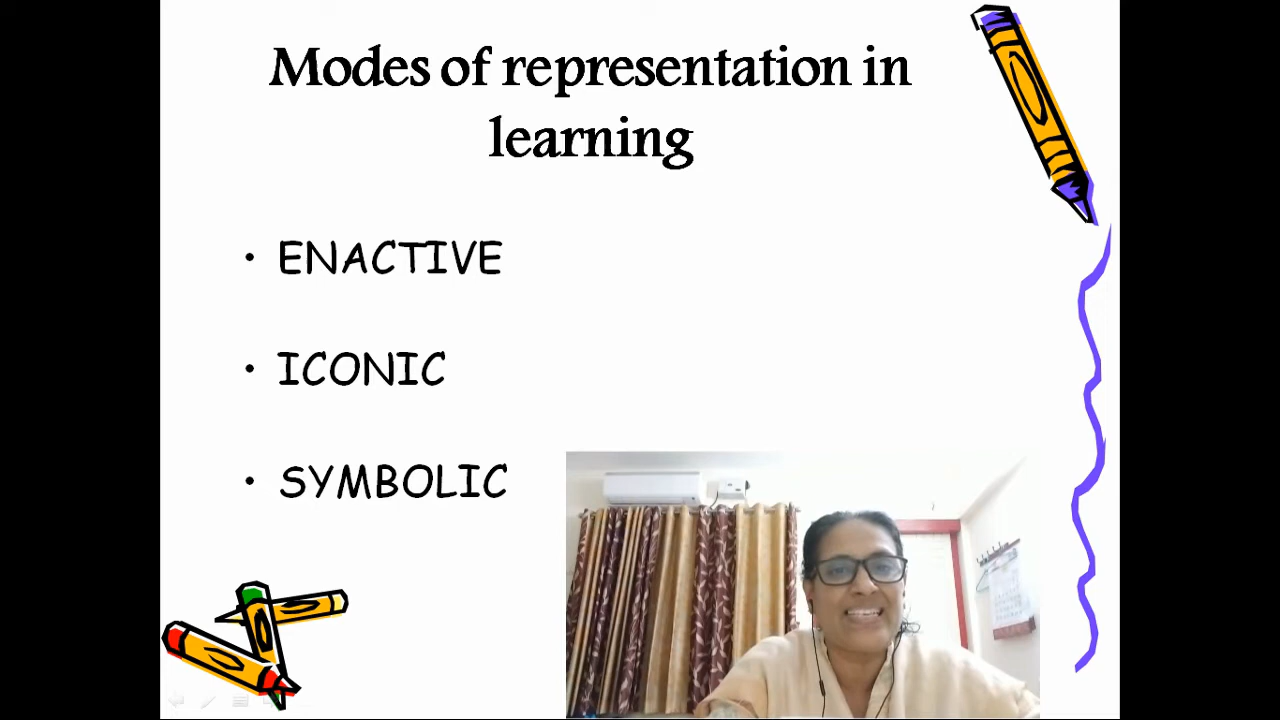 Modes of representation in
learning
• ENACTIVE
• ICONIC
• SYMBOLIC